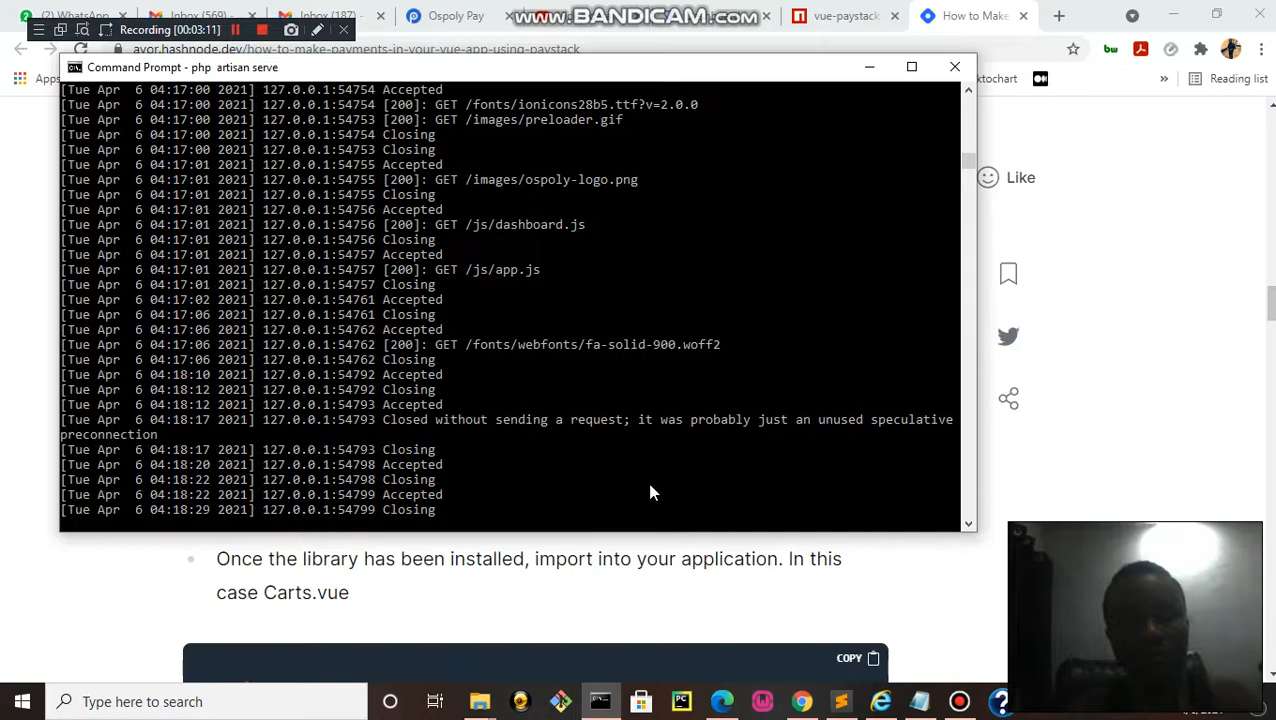 (1) WhatsApp
Inbox (569)
Inbox (187)
Ospoly Pay
www.BANDICAM.com
vue-paystack
How to Make
Recording [00:03:11]
ayor.hashnode.dev/how-to-make-payments-in-your-vue-app-using-paystack
Command Prompt - php artisan serve
Apps
ktochart
Reading list
[Tue Apr 6 04:17:00 2021] 127.0.0.1:54754 Accepted
[Tue Apr 6 04:17:00 2021] 127.0.0.1:54754 [200]: GET /fonts/ionicons28b5.ttf?v=2.0.0
[Tue Apr 6 04:17:00 2021] 127.0.0.1:54753 [200]: GET /images/preloader.gif
[Tue Apr 6 04:17:00 2021] 127.0.0.1:54754 Closing
[Tue Apr 6 04:17:00 2021] 127.0.0.1:54753 Closing
[Tue Apr 6 04:17:01 2021] 127.0.0.1:54755 Accepted
[Tue Apr 6 04:17:01 2021] 127.0.0.1:54755 [200]: GET /images/ospoly-logo.png
[Tue Apr 6 04:17:01 2021] 127.0.0.1:54755 Closing
[Tue Apr 6 04:17:01 2021] 127.0.0.1:54756 Accepted
[Tue Apr 6 04:17:01 2021] 127.0.0.1:54756 [200]: GET /js/dashboard.js
[Tue Apr 6 04:17:01 2021] 127.0.0.1:54756 Closing
[Tue Apr 6 04:17:01 2021] 127.0.0.1:54757 Accepted
[Tue Apr 6 04:17:01 2021] 127.0.0.1:54757 [200]: GET /js/app.js
[Tue Apr 6 04:17:01 2021] 127.0.0.1:54757 Closing
[Tue Apr 6 04:17:02 2021] 127.0.0.1:54761 Accepted
[Tue Apr 6 04:17:06 2021] 127.0.0.1:54761 Closing
[Tue Apr 6 04:17:06 2021] 127.0.0.1:54762 Accepted
[Tue Apr 6 04:17:06 2021] 127.0.0.1:54762 [200]: GET /fonts/webfonts/fa-solid-900.woff2
[Tue Apr 6 04:17:06 2021] 127.0.0.1:54762 Closing
[Tue Apr 6 04:18:10 2021] 127.0.0.1:54792 Accepted
[Tue Apr 6 04:18:12 2021] 127.0.0.1:54792 Closing
[Tue Apr 6 04:18:12 2021] 127.0.0.1:54793 Accepted
[Tue Apr 6 04:18:17 2021] 127.0.0.1:54793 Closed without sending a request; it was probably just an unused speculative
preconnection
[Tue Apr 6 04:18:17 2021] 127.0.0.1:54793 Closing
[Tue Apr 6 04:18:20 2021] 127.0.0.1:54798 Accepted
[Tue Apr 6 04:18:22 2021] 127.0.0.1:54798 Closing
[Tue Apr 6 04:18:22 2021] 127.0.0.1:54799 Accepted
[Tue Apr 6 04:18:29 2021] 127.0.0.1:54799 Closing
Like
Once the library has been installed, import into your application. In this
case Carts.vue
COPY
Type here to search